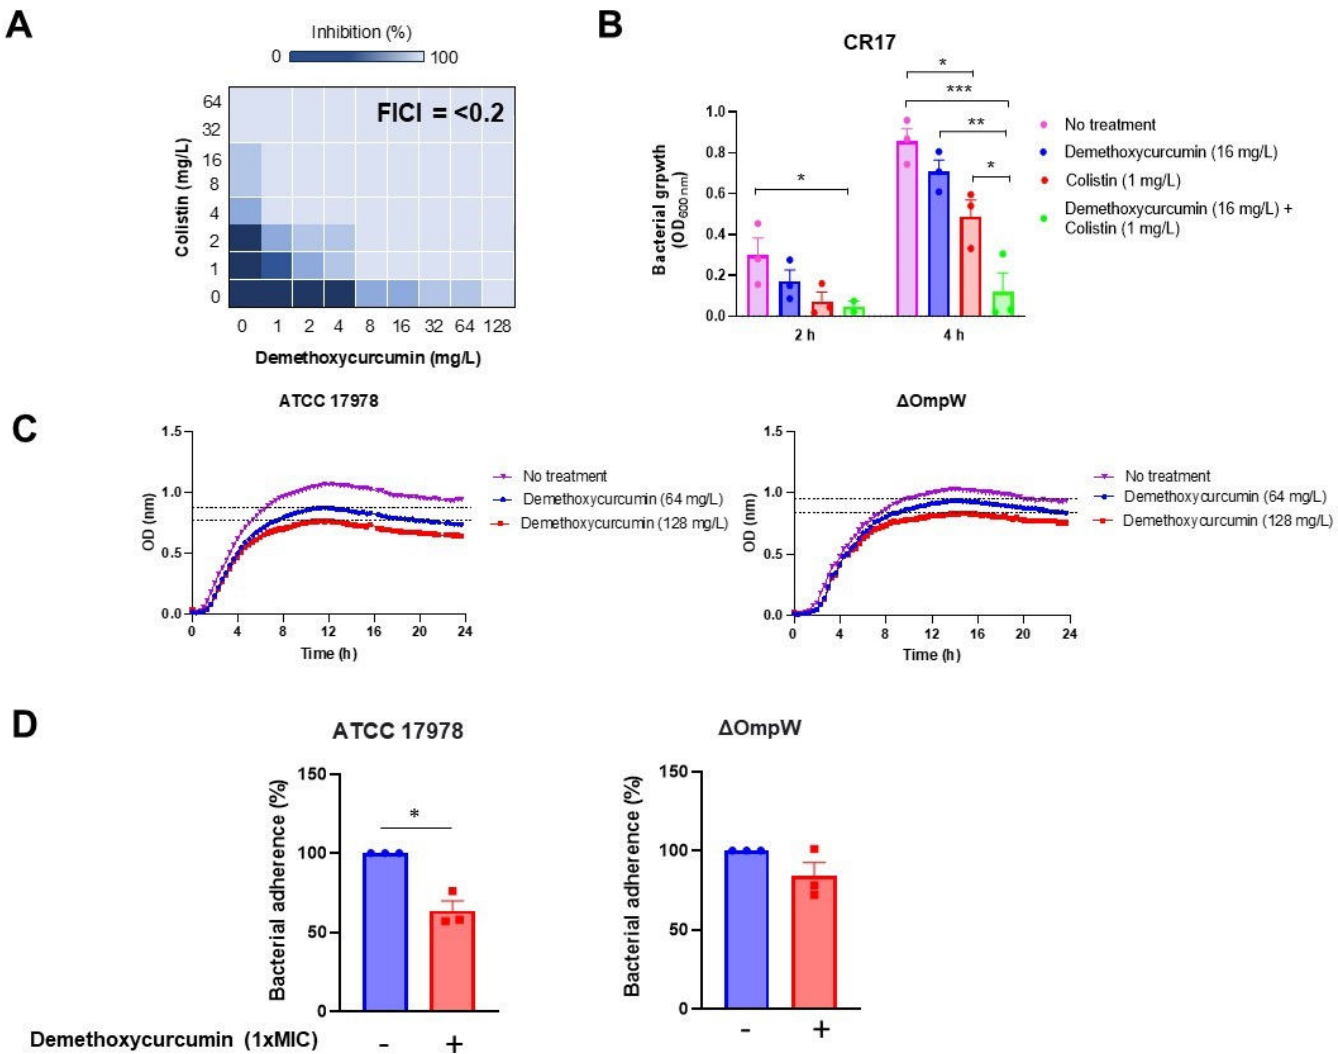 A
Inhibition (%)
0 100
FICI = <0.2
Colistin (mg/L)
64
32
16
8
4
2
1
0
0 1 2 4 8 16 32 64 128
Demethoxycurcumin (mg/L)
B
CR17
*
***
**
*
*
Bacterial grpwth
(OD600 nm)
1.0
0.8
0.6
0.4
0.2
0.0
2 h 4 h
No treatment
Demethoxycurcumin (16 mg/L)
Colistin (1 mg/L)
Demethoxycurcumin (16 mg/L) +
Colistin (1 mg/L)
C
ATCC 17978
OD (nm)
1.5
1.0
0.5
0.0
0 4 8 12 16 20 24
Time (h)
No treatment
Demethoxycurcumin (64 mg/L)
Demethoxycurcumin (128 mg/L)
ΔOmpW
OD (nm)
1.5
1.0
0.5
0.0
0 4 8 12 16 20 24
Time (h)
No treatment
Demethoxycurcumin (64 mg/L)
Demethoxycurcumin (128 mg/L)
D
ATCC 17978
Bacterial adherence (%)
150
100
50
0
*
Demethoxycurcumin (1xMIC) - +
ΔOmpW
Bacterial adherence (%)
150
100
50
0
- +